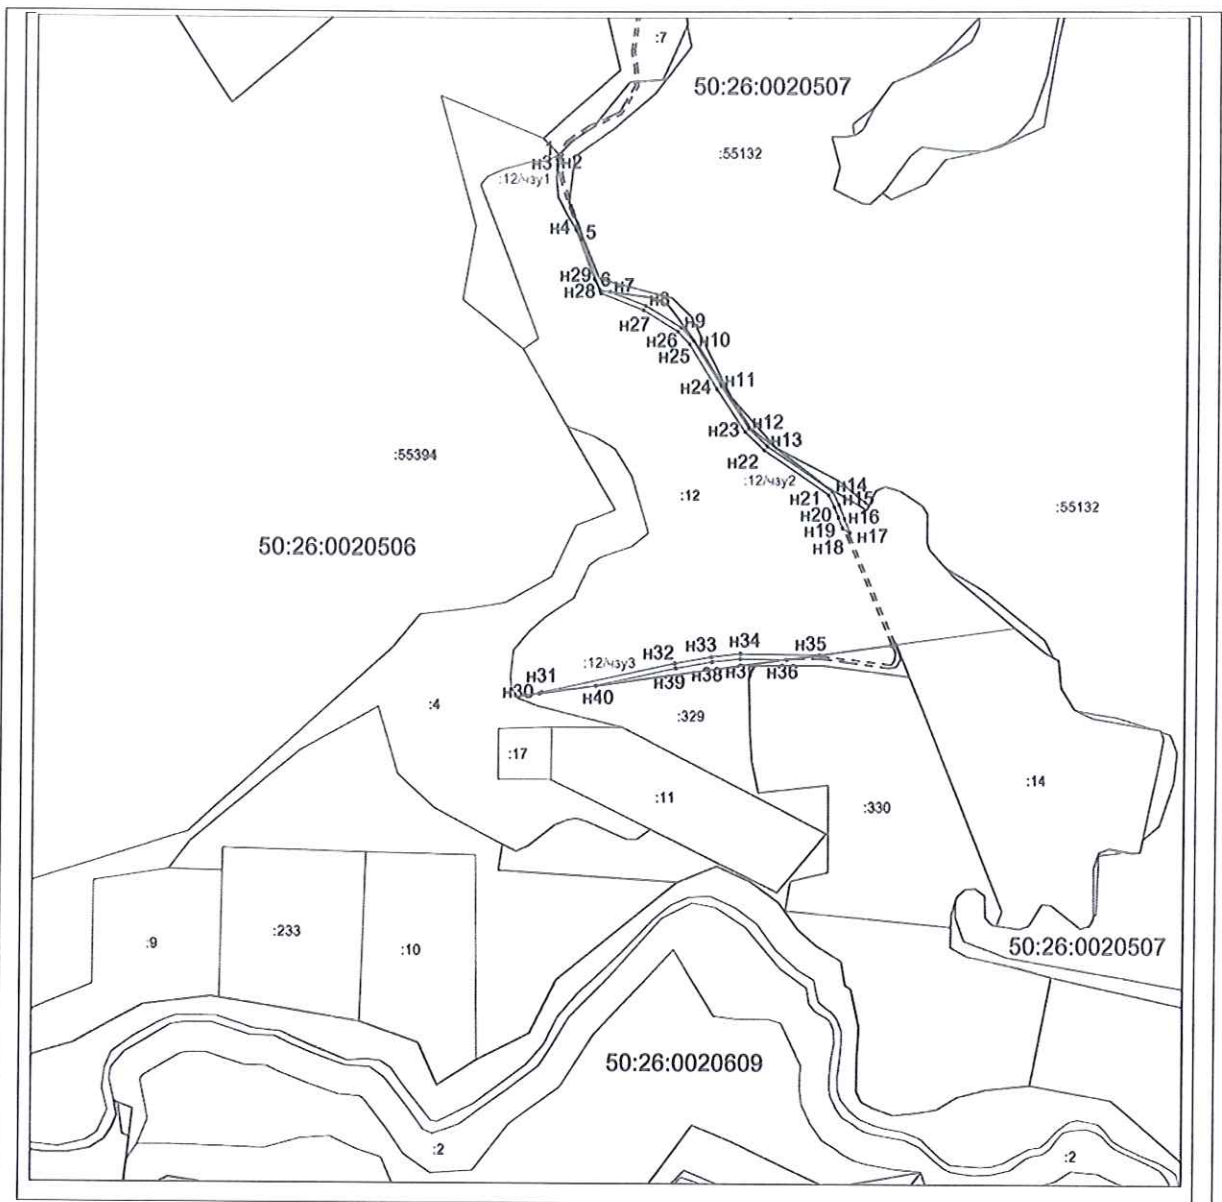 :7
50:26:0020507
:55132
1
н3
н2
:12/чзу1
н4
5
н29
6
н7
н28
н8
н27
н9
н26
н10
н25
н11
н24
н12
н23
н13
н22
:55394
:12/чзу2
н14
:12
н21
н15
н20
н16
:55132
н19
н17
50:26:0020506
н18
н34
н33
н35
н32
:12/чзу3
н31
н37
н36
н38
н39
н30
н40
:4
:329
:17
:11
:14
:330
:233
:9
:10
50:26:0020507
50:26:0020609
:2
:2